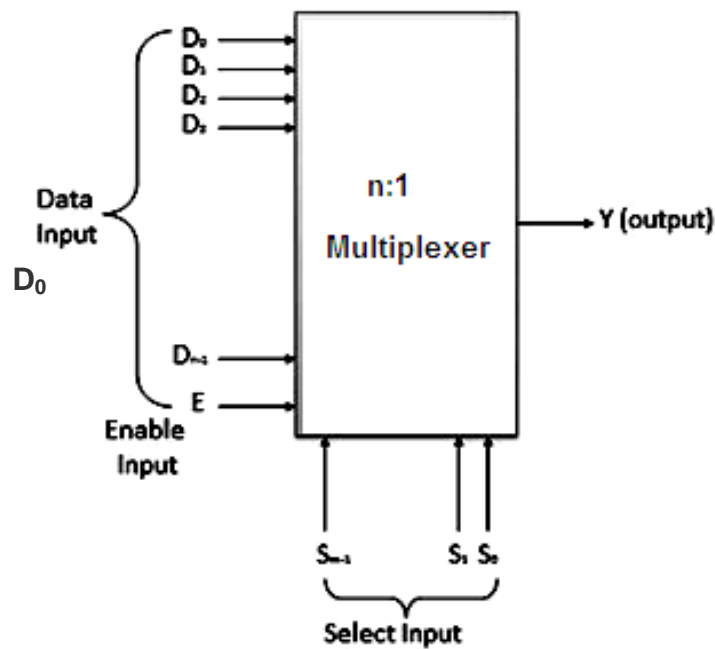 D₀
D₁
D₂
D₃
n:1
Multiplexer
Data
Input
D₀
Y (output)
Dₙ₋₁
E
Enable
Input
Sₘ₋₁
S₁ S₀
Select Input